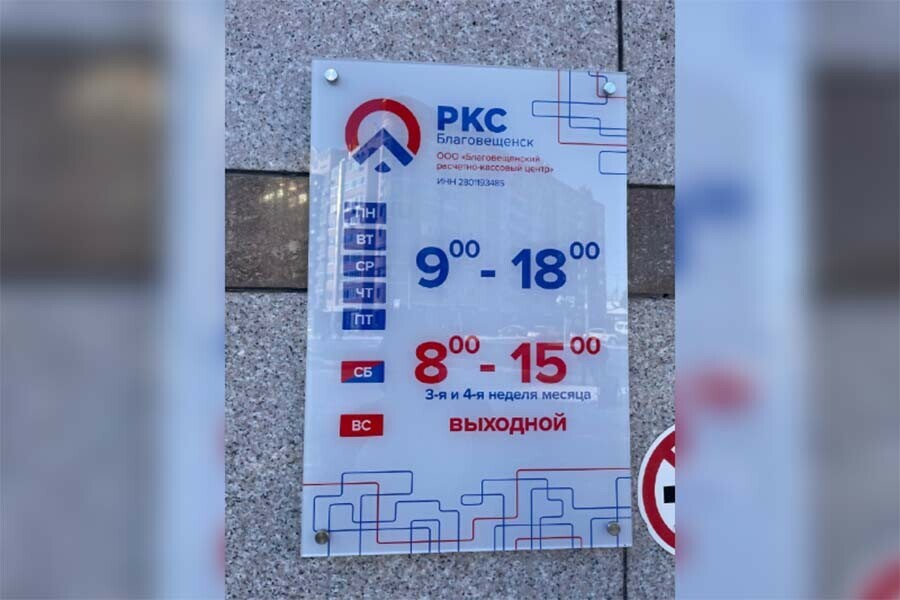 РКС
Благовещенск
ООО «Благовещенский
расчетно-кассовый центр»
ИНН 2801193485
ПН
ВТ
СР
ЧТ
ПТ
9⁰⁰ - 18⁰⁰
СБ
8⁰⁰ - 15⁰⁰
3-я и 4-я неделя месяца
ВС
ВЫХОДНОЙ